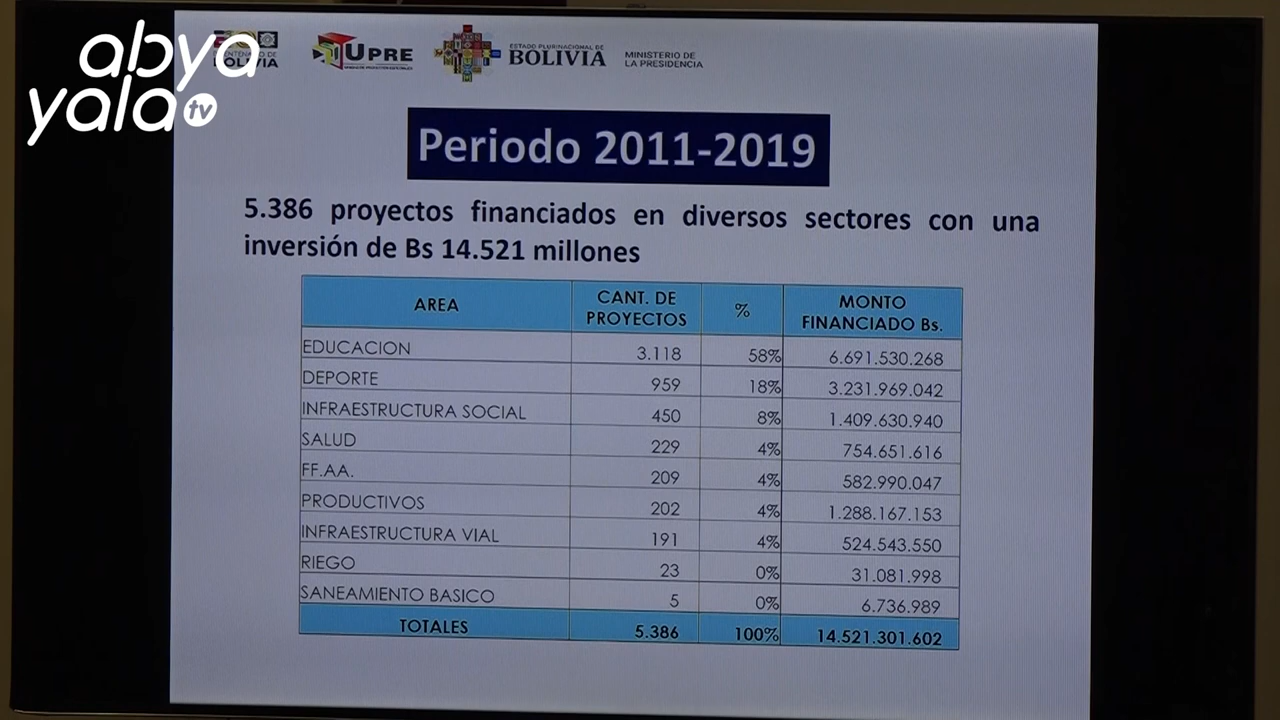 abya
yala tv
BOLIVIA
UPRE
ESTADO PLURINACIONAL DE
BOLIVIA
MINISTERIO DE
LA PRESIDENCIA
Periodo 2011-2019
5.386 proyectos financiados en diversos sectores con una
inversión de Bs 14.521 millones
AREA CANT. DE PROYECTOS % MONTO FINANCIADO Bs.
EDUCACION 3.118 58% 6.691.530.268
DEPORTE 959 18% 3.231.969.042
INFRAESTRUCTURA SOCIAL 450 8% 1.409.630.940
SALUD 229 4% 754.651.616
FF.AA. 209 4% 582.990.047
PRODUCTIVOS 202 4% 1.288.167.153
INFRAESTRUCTURA VIAL 191 4% 524.543.550
RIEGO 23 0% 31.081.998
SANEAMIENTO BASICO 5 0% 6.736.989
TOTALES 5.386 100% 14.521.301.602